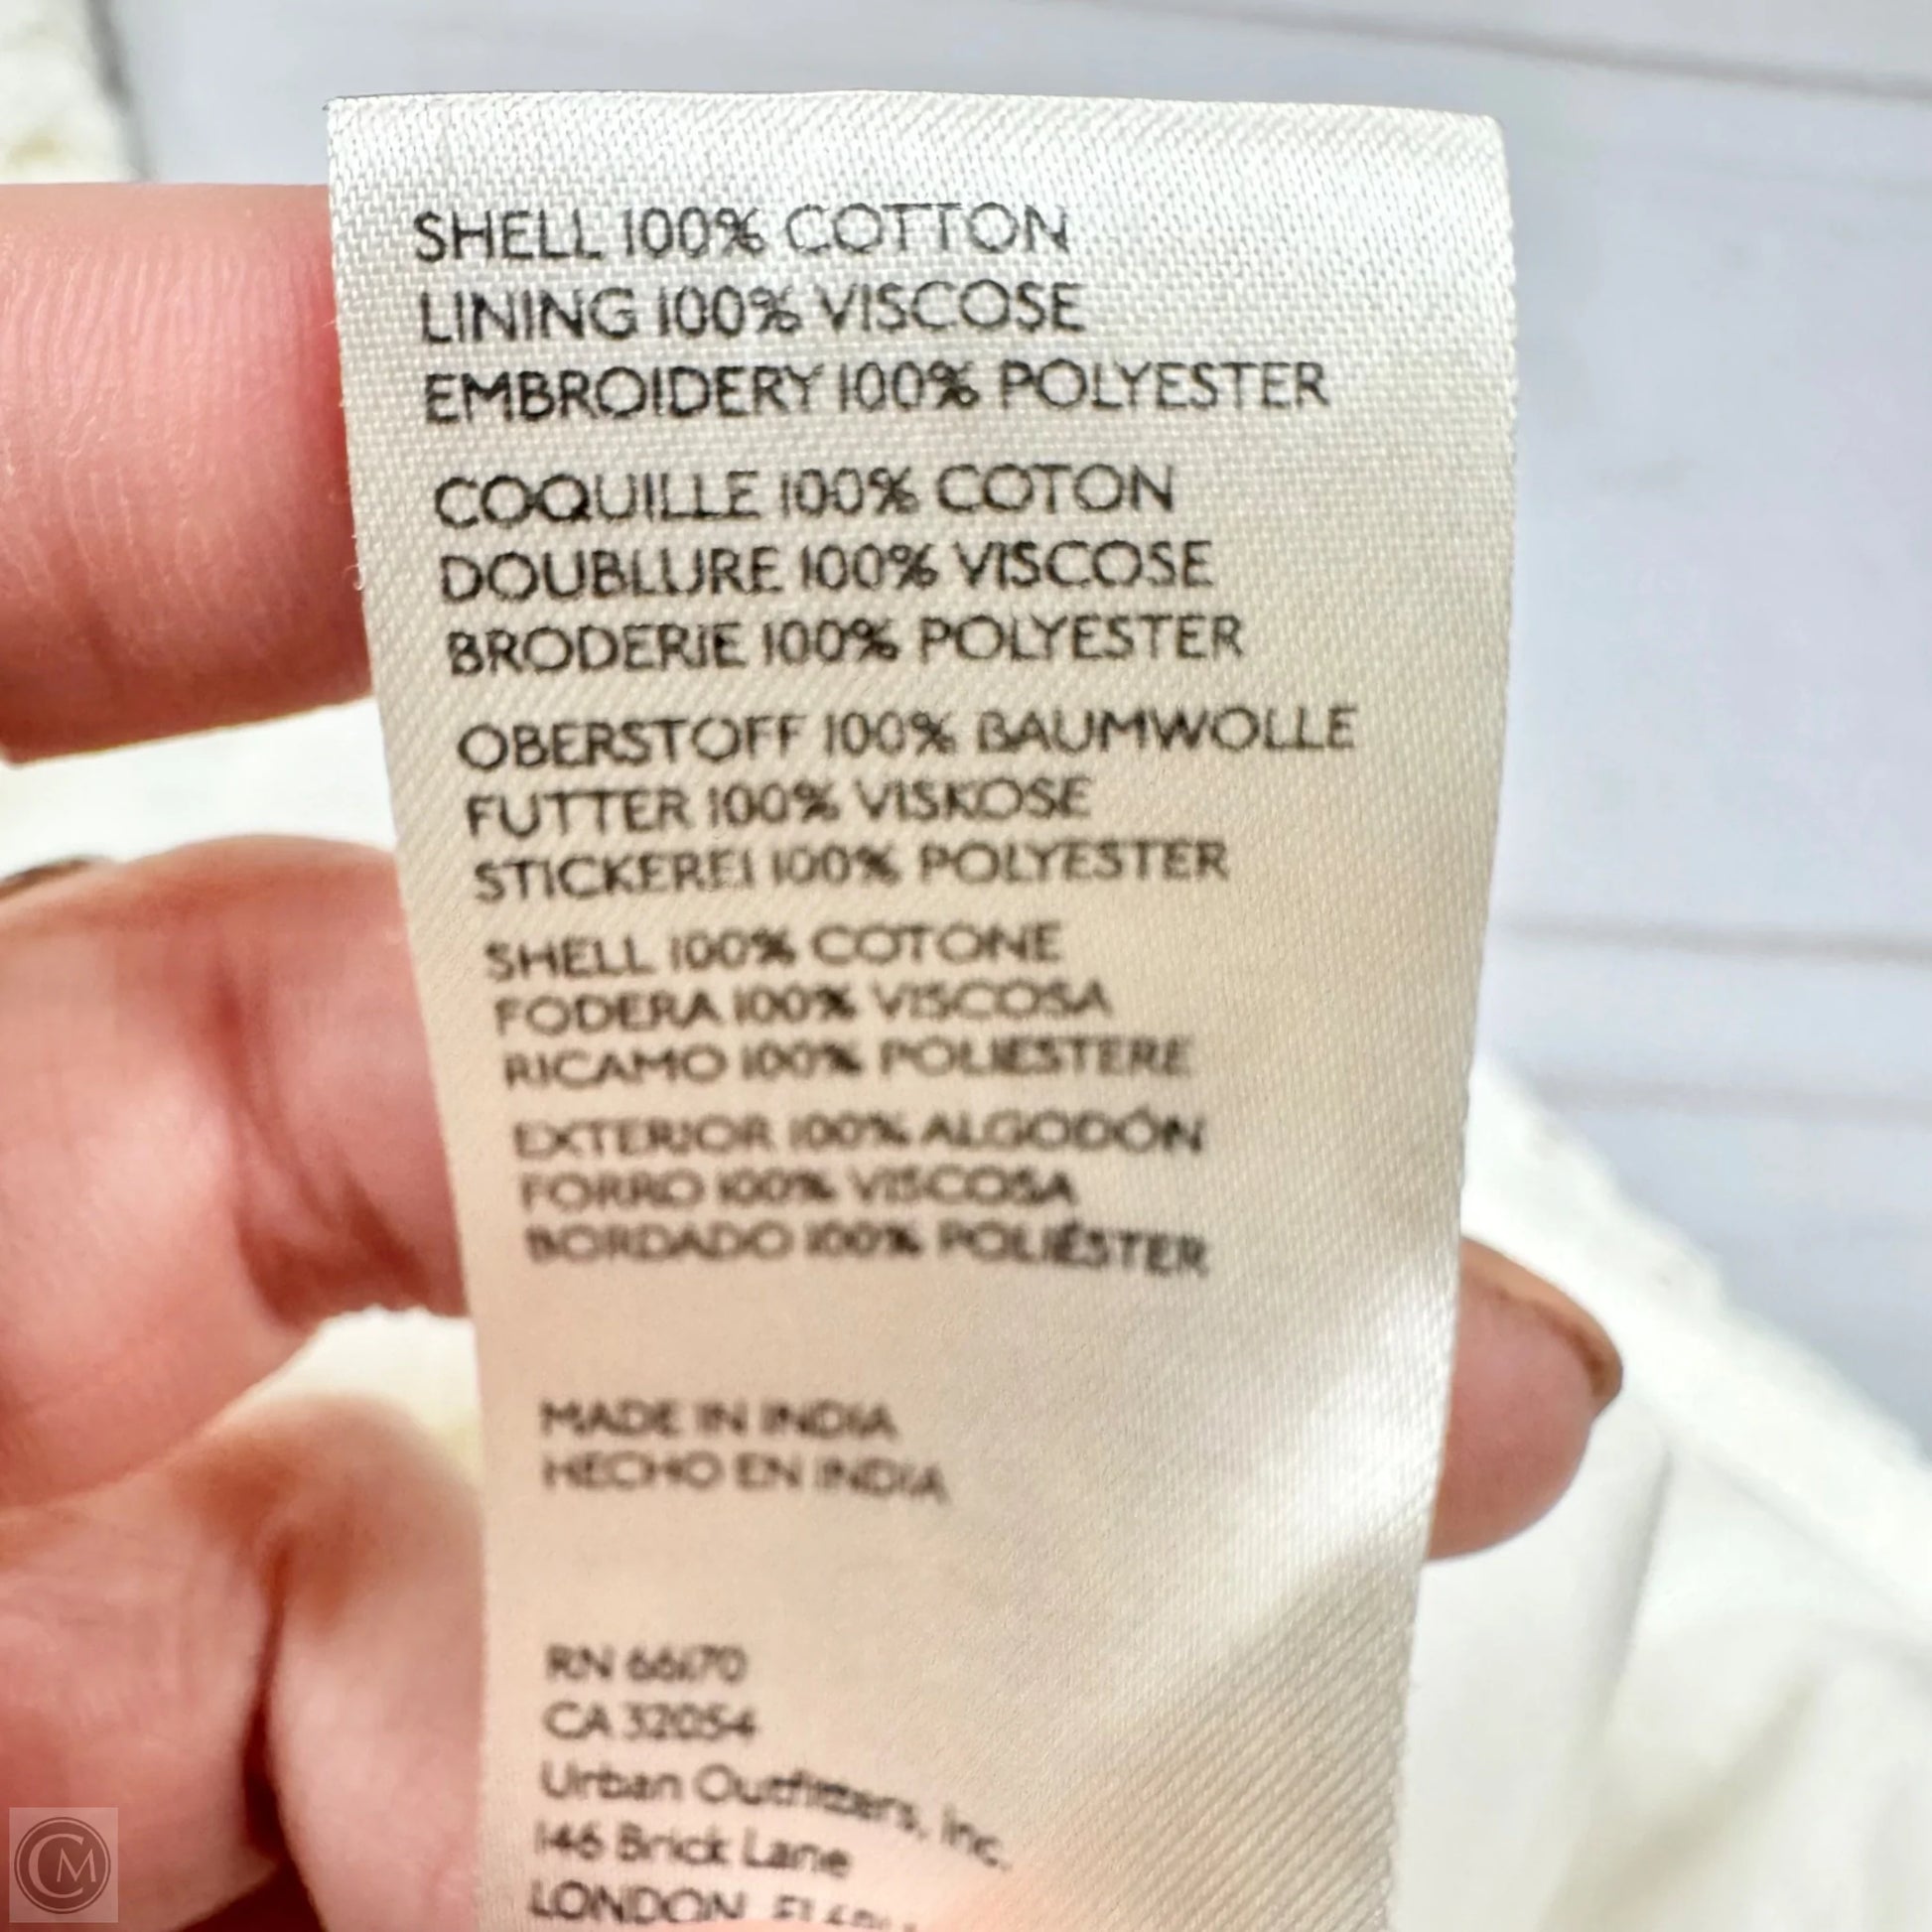 SHELL 100% COTTON
LINING 100% VISCOSE
EMBROIDERY 100% POLYESTER
COQUILLE 100% COTON
DOUBLURE 100% VISCOSE
BRODERIE 100% POLYESTER
OBERSTOFF 100% BAUMWOLLE
FUTTER 100% VISKOSE
STICKEREI 100% POLYESTER
SHELL 100% COTONE
FODERA 100% VISCOSA
RICAMO 100% POLIESTERE
EXTERIOR 100% ALGODÓN
FORRO 100% VISCOSA
BORDADO 100% POLIÉSTER
MADE IN INDIA
HECHO EN INDIA
RN 66170
CA 32054
Urban Outfitters, Inc.
146 Brick Lane
LONDON
CM